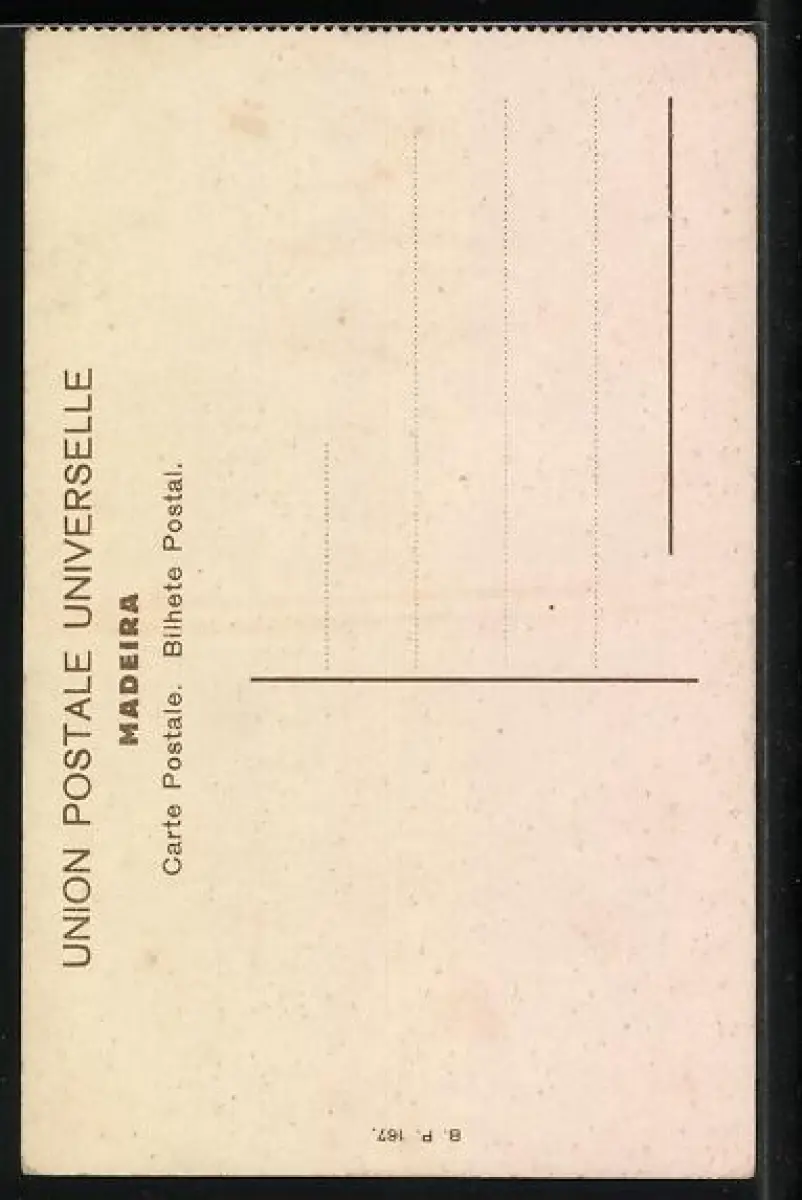 UNION POSTALE UNIVERSELLE
MADEIRA
Carte Postale. Bilhete Postal.
B. P. 167.